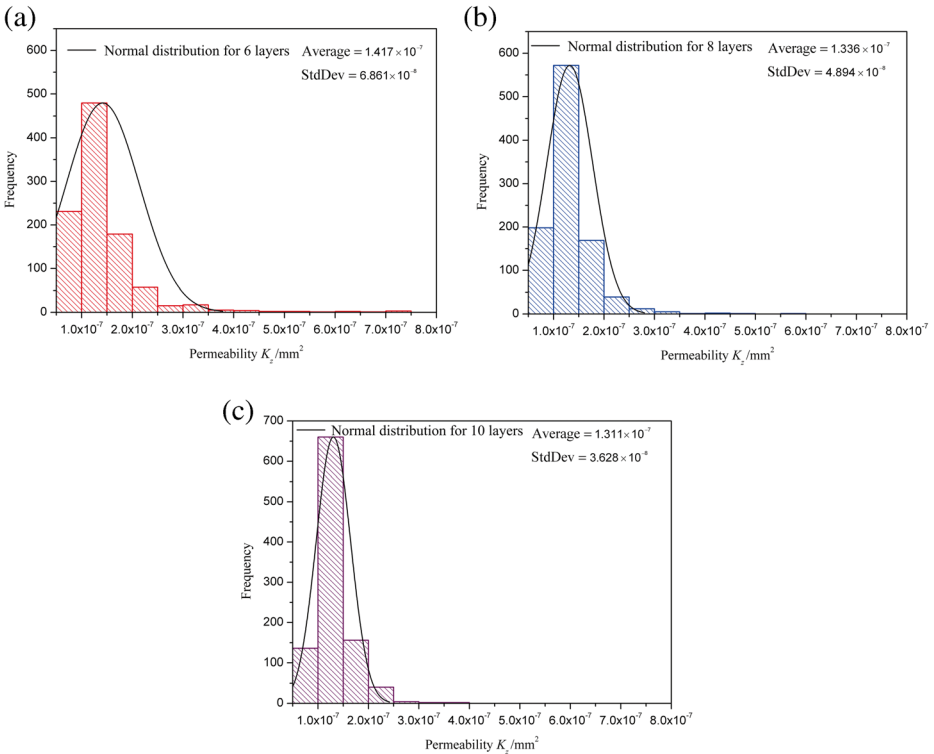 (a)
Normal distribution for 6 layers
Average = 1.417×10⁻⁷
StdDev = 6.861×10⁻⁸
600
500
400
300
200
100
0
Frequency
1.0x10⁻⁷ 2.0x10⁻⁷ 3.0x10⁻⁷ 4.0x10⁻⁷ 5.0x10⁻⁷ 6.0x10⁻⁷ 7.0x10⁻⁷ 8.0x10⁻⁷
Permeability K_z/mm²
(b)
Normal distribution for 8 layers
Average = 1.336×10⁻⁷
StdDev = 4.894×10⁻⁸
600
500
400
300
200
100
0
Frequency
1.0x10⁻⁷ 2.0x10⁻⁷ 3.0x10⁻⁷ 4.0x10⁻⁷ 5.0x10⁻⁷ 6.0x10⁻⁷ 7.0x10⁻⁷ 8.0x10⁻⁷
Permeability K_z/mm²
(c)
Normal distribution for 10 layers
Average = 1.311×10⁻⁷
StdDev = 3.628×10⁻⁸
700
600
500
400
300
200
100
0
Frequency
1.0x10⁻⁷ 2.0x10⁻⁷ 3.0x10⁻⁷ 4.0x10⁻⁷ 5.0x10⁻⁷ 6.0x10⁻⁷ 7.0x10⁻⁷ 8.0x10⁻⁷
Permeability K_z/mm²